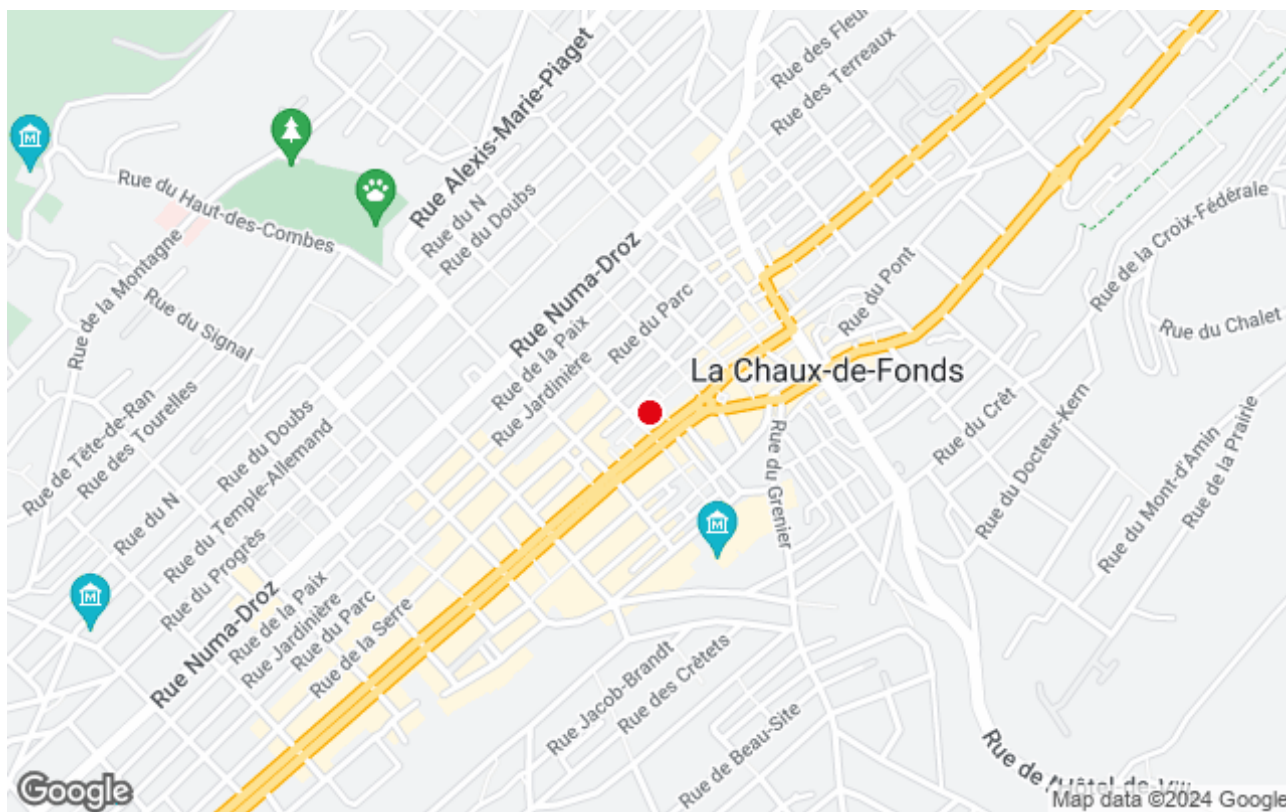 Rue des Fleur
Rue des Terreaux
Rue Alexis-Marie-Piaget
M
Rue du Haut-des-Combes
Rue du N
Rue du Doubs
Rue de la Croix-Fédérale
Rue de la Montagne
Rue Numa-Droz
Rue du Pont
Rue du Signal
Rue du Parc
Rue de la Paix
Rue du Chalet
La Chaux-de-Fonds
Rue Jardinière
Rue de Tête-de-Ran
Rue des Tourelles
Rue du Doubs
Rue du Crêt
Rue du Docteur-Kern
Rue du Temple-Allemand
Rue du N
Rue du Grenier
Rue du Mont-d'Amin
Rue de la Prairie
M
Rue du Progrès
M
Rue de la Paix
Rue Jardinière
Rue du Parc
Rue de la Serre
Rue Numa-Droz
Rue Jacob-Brandt
Rue des Crêtets
Rue de Beau-Site
Rue de l'Hôtel-de-Vill
Google
Map data ©2024 Google